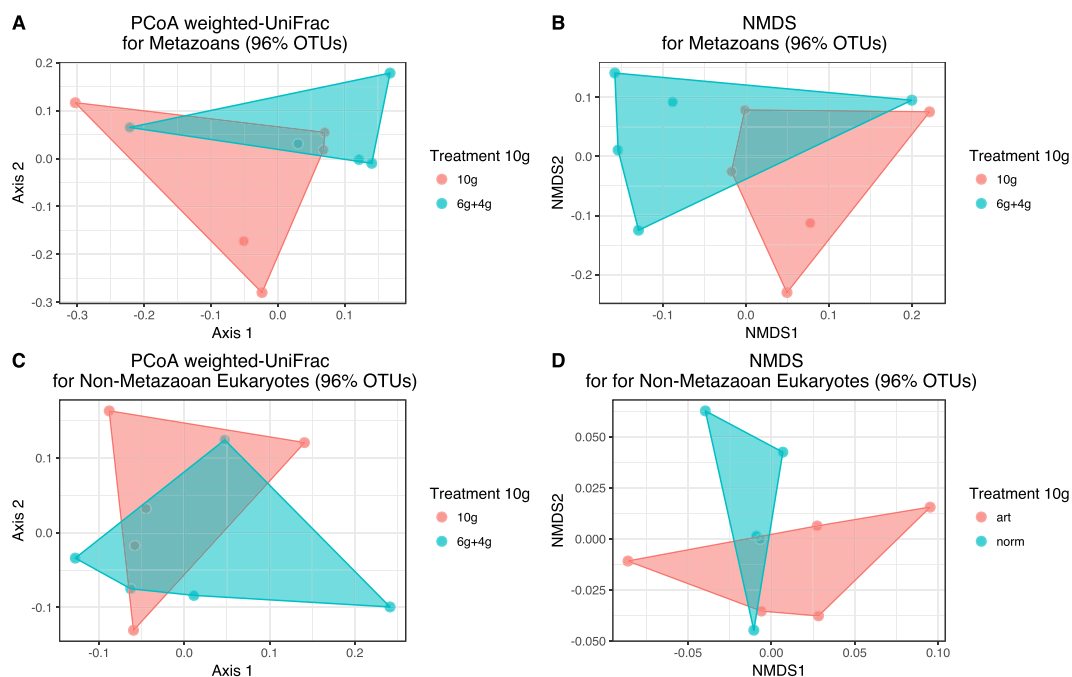 A
PCoA weighted-UniFrac
for Metazoans (96% OTUs)
0.2
0.1
0.0
-0.1
-0.2
-0.3
Axis 2
-0.3 -0.2 -0.1 0.0 0.1
Axis 1
Treatment 10g
10g
6g+4g
B
NMDS
for Metazoans (96% OTUs)
0.1
0.0
-0.1
-0.2
NMDS2
-0.1 0.0 0.1 0.2
NMDS1
Treatment 10g
10g
6g+4g
C
PCoA weighted-UniFrac
for Non-Metazaoan Eukaryotes (96% OTUs)
0.1
0.0
-0.1
Axis 2
-0.1 0.0 0.1 0.2
Axis 1
Treatment 10g
10g
6g+4g
D
NMDS
for for Non-Metazaoan Eukaryotes (96% OTUs)
0.050
0.025
0.000
-0.025
-0.050
NMDS2
-0.05 0.00 0.05 0.10
NMDS1
Treatment 10g
art
norm